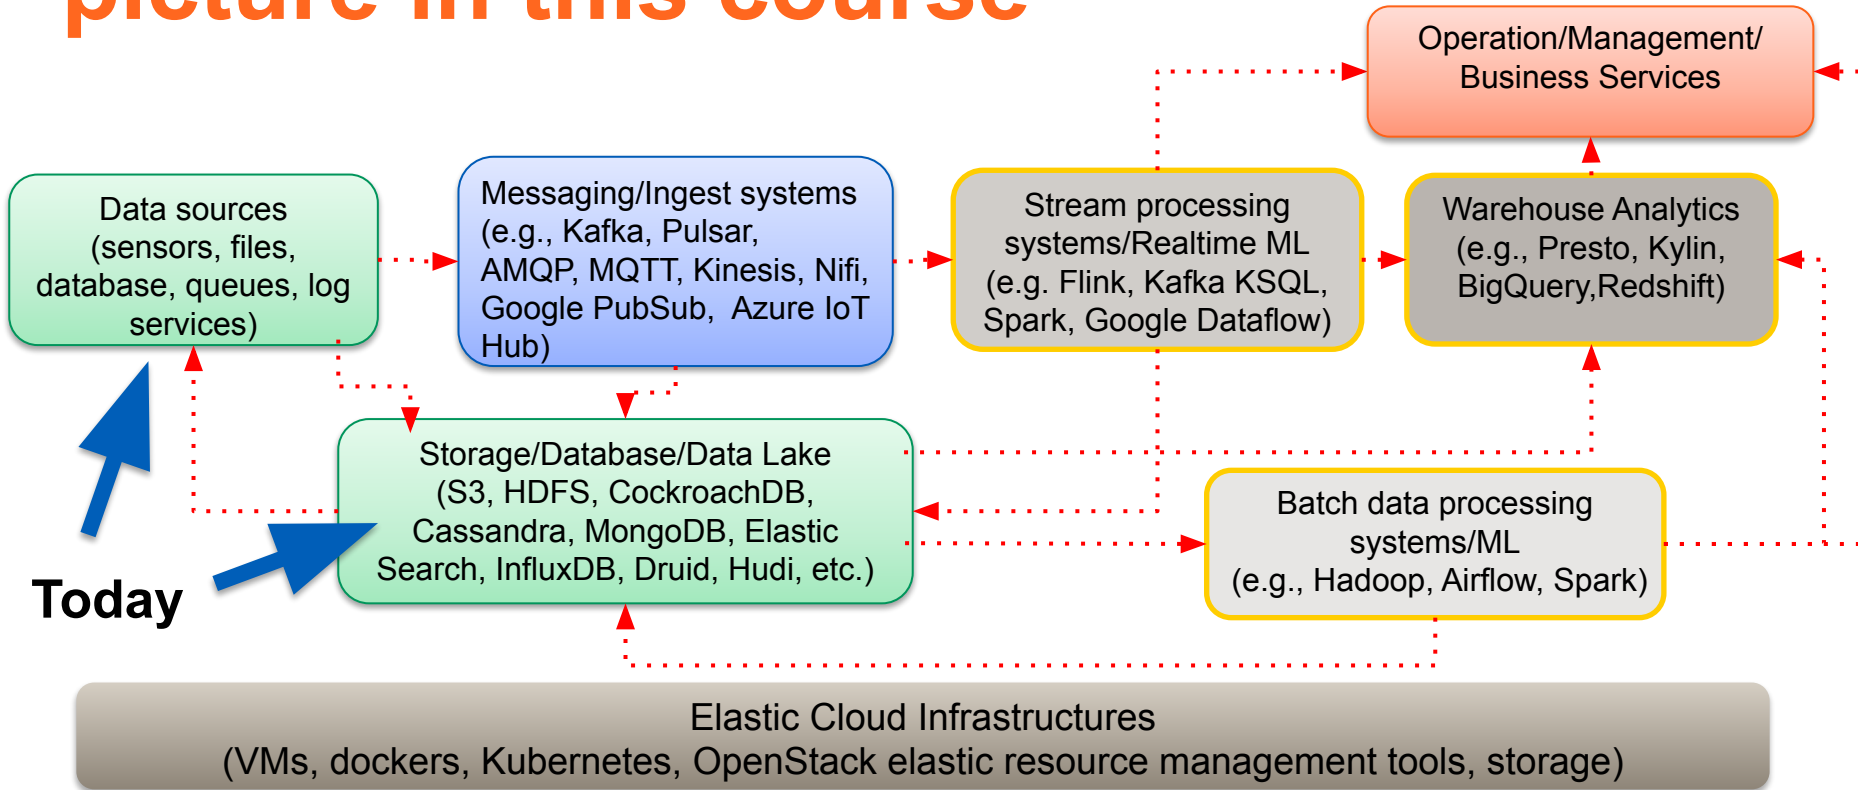 picture in this course
Operation/Management/
Business Services
Data sources
(sensors, files,
database, queues, log
services)
Messaging/Ingest systems
(e.g., Kafka, Pulsar,
AMQP, MQTT, Kinesis, Nifi,
Google PubSub,  Azure IoT
Hub)
Stream processing
systems/Realtime ML
(e.g. Flink, Kafka KSQL,
Spark, Google Dataflow)
Warehouse Analytics
(e.g., Presto, Kylin,
BigQuery,Redshift)
Storage/Database/Data Lake
(S3, HDFS, CockroachDB,
Cassandra, MongoDB, Elastic
Search, InfluxDB, Druid, Hudi, etc.)
Batch data processing
systems/ML
(e.g., Hadoop, Airflow, Spark)
Today
Elastic Cloud Infrastructures
(VMs, dockers, Kubernetes, OpenStack elastic resource management tools, storage)